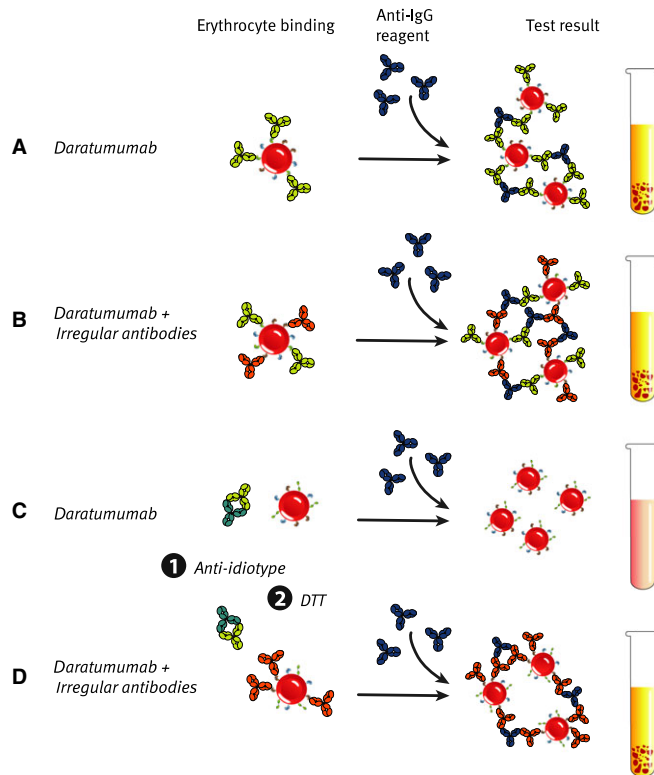 Erythrocyte binding
Anti-IgG
reagent
Test result
A
Daratumumab
B
Daratumumab +
Irregular antibodies
C
Daratumumab
1 Anti-idiotype
2 DTT
D
Daratumumab +
Irregular antibodies